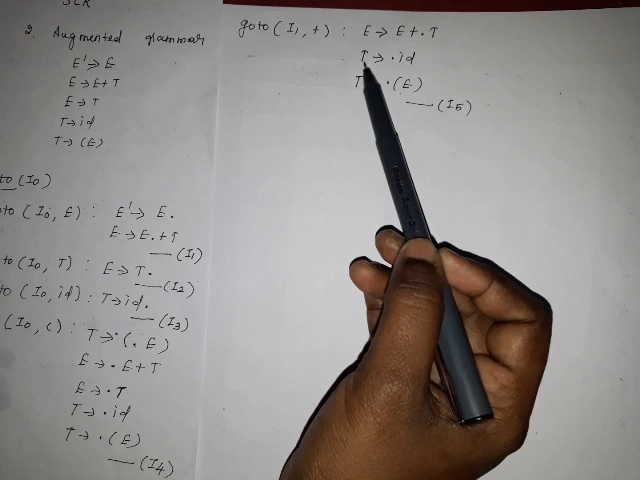 SLR
2. Augmented grammar
E' → E
E → E + T
E → T
T → id
T → (E)
to (I0)
oto (I0, E) : E' → E.
E → E. + T
— (I1)
oto (I0, T) : E → T.
— (I2)
to (I0, id) : T → id.
— (I3)
(I0, () : T → (. E)
E → . E + T
E → . T
T → . id
T → . (E)
— (I4)
goto (I1, +) : E → E + . T
T → . id
T . (E)
— (I5)